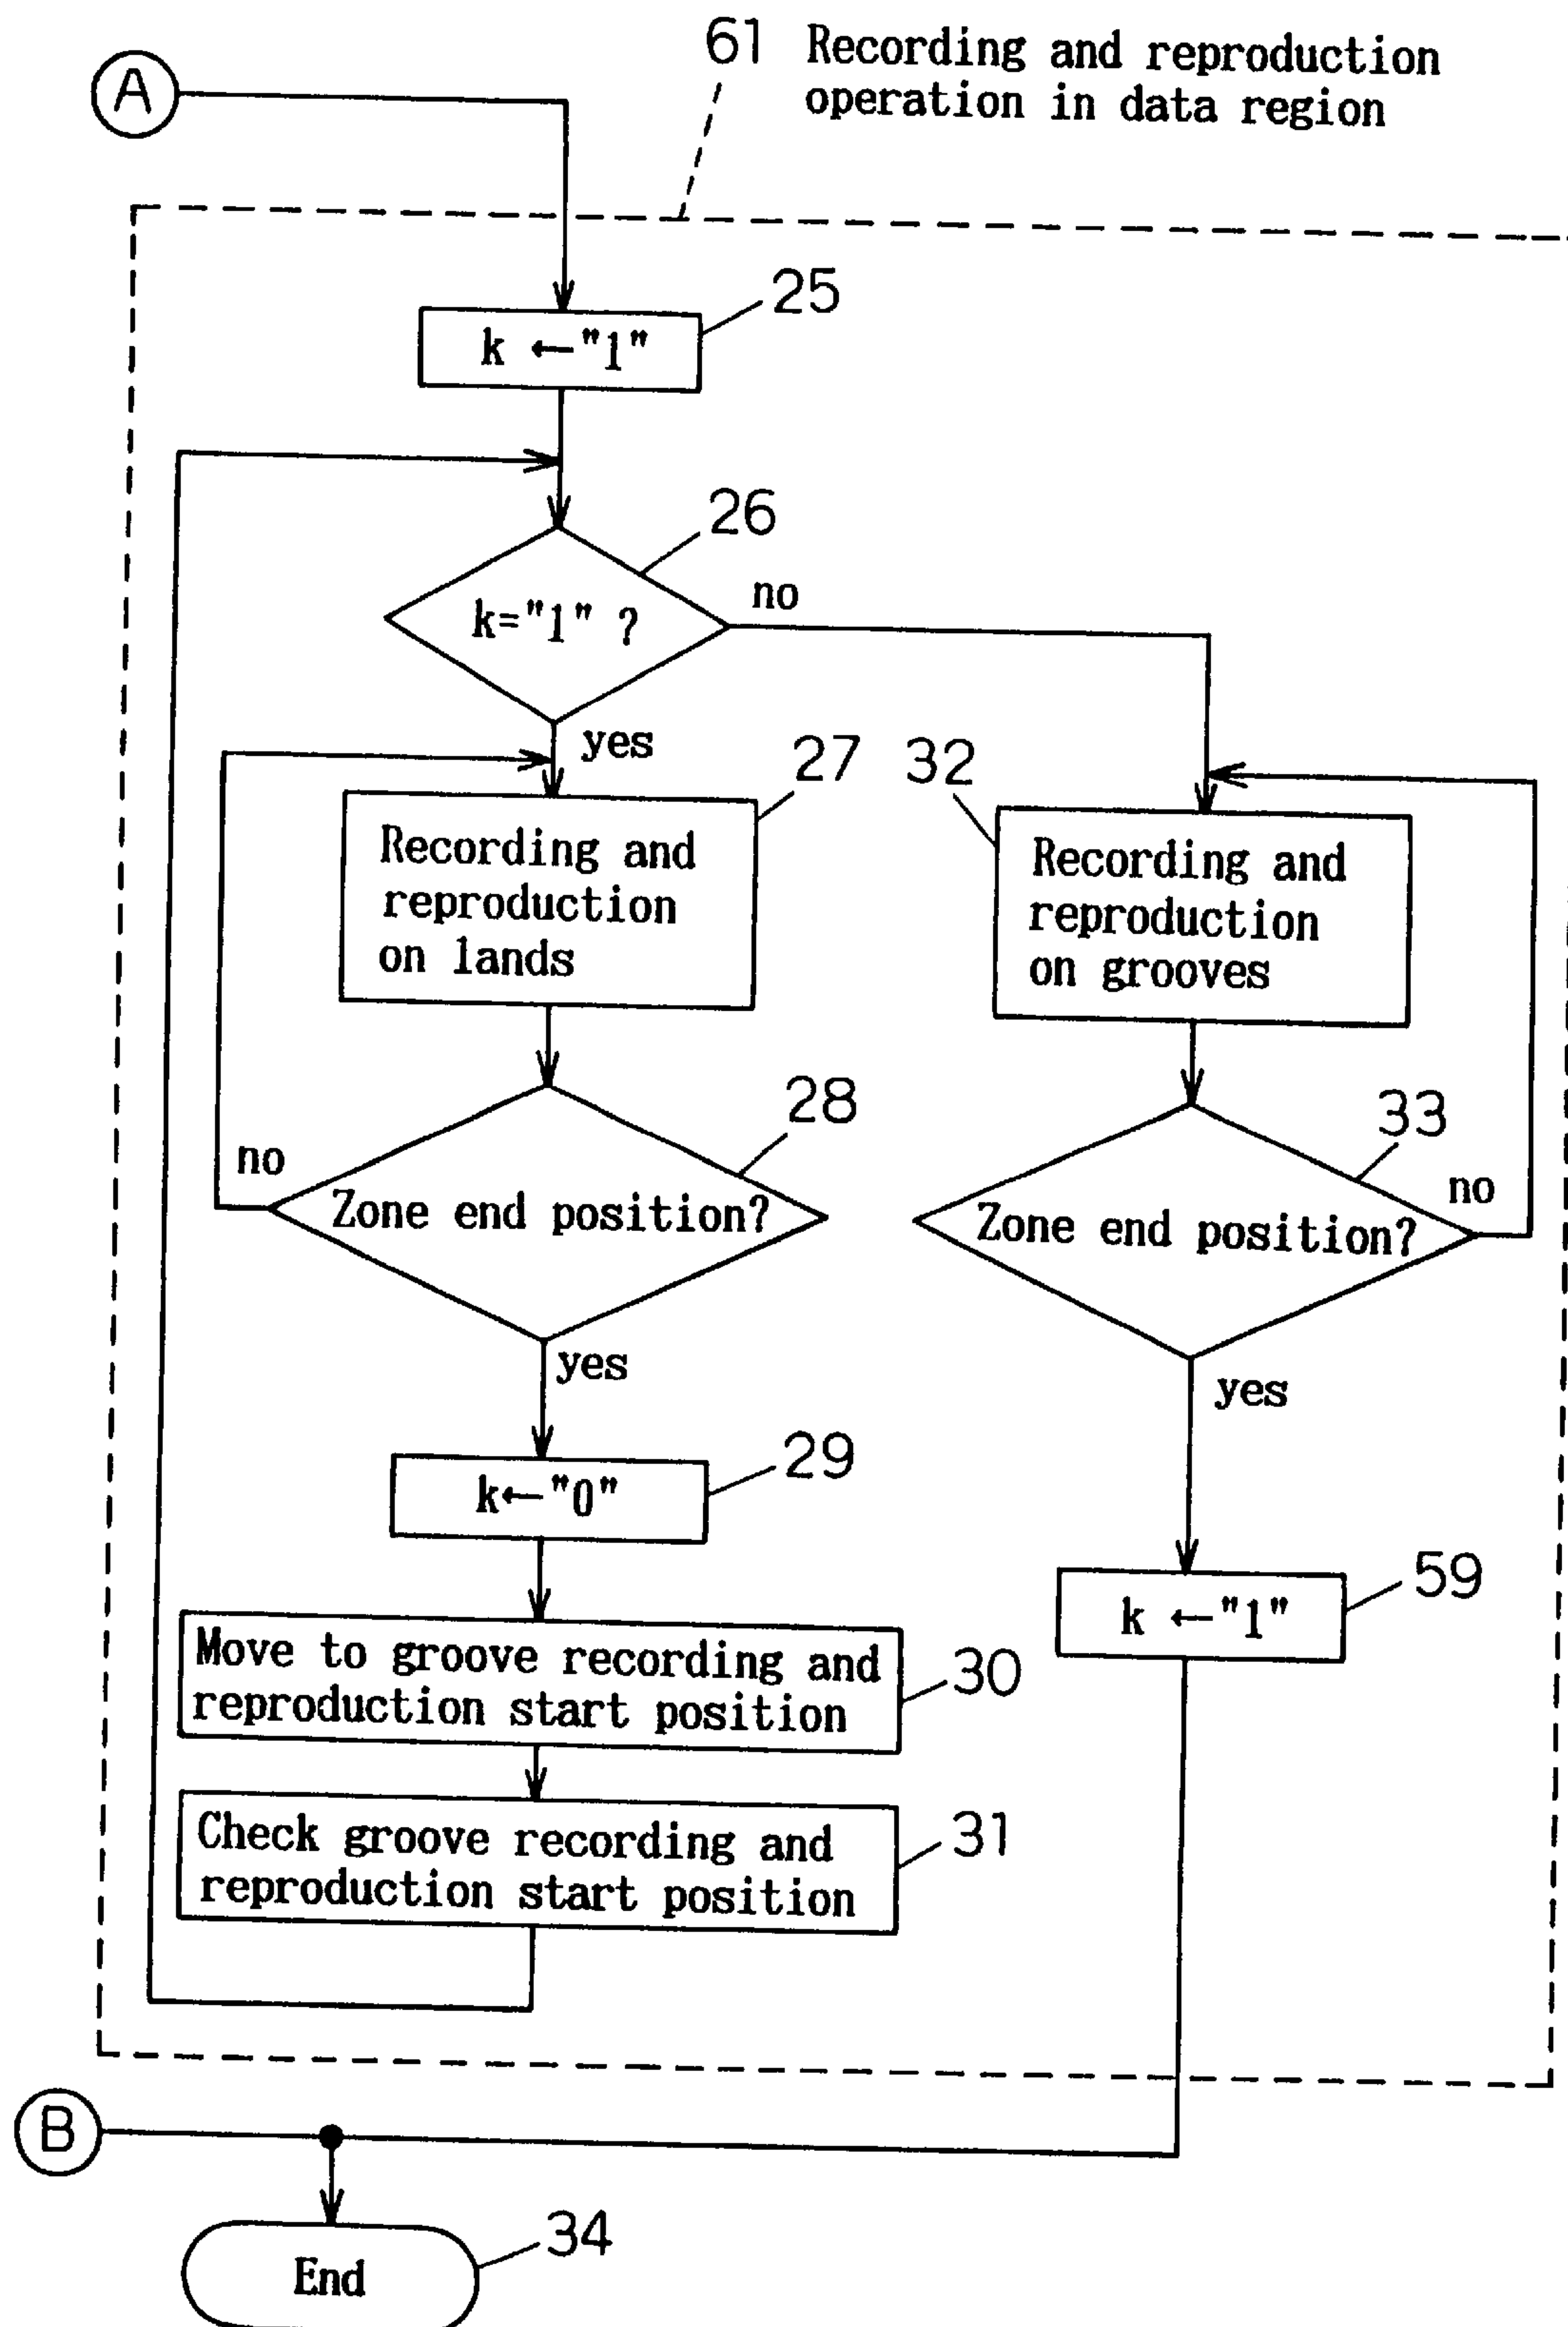 61 Recording and reproduction
operation in data region
A
25
k ←"1"
26
k="1" ?
no
yes
27
32
Recording and
reproduction
on lands
Recording and
reproduction
on grooves
28
33
no
Zone end position?
no
Zone end position?
yes
yes
29
k←"0"
59
k ←"1"
Move to groove recording and
reproduction start position
30
Check groove recording and
reproduction start position
31
B
34
End